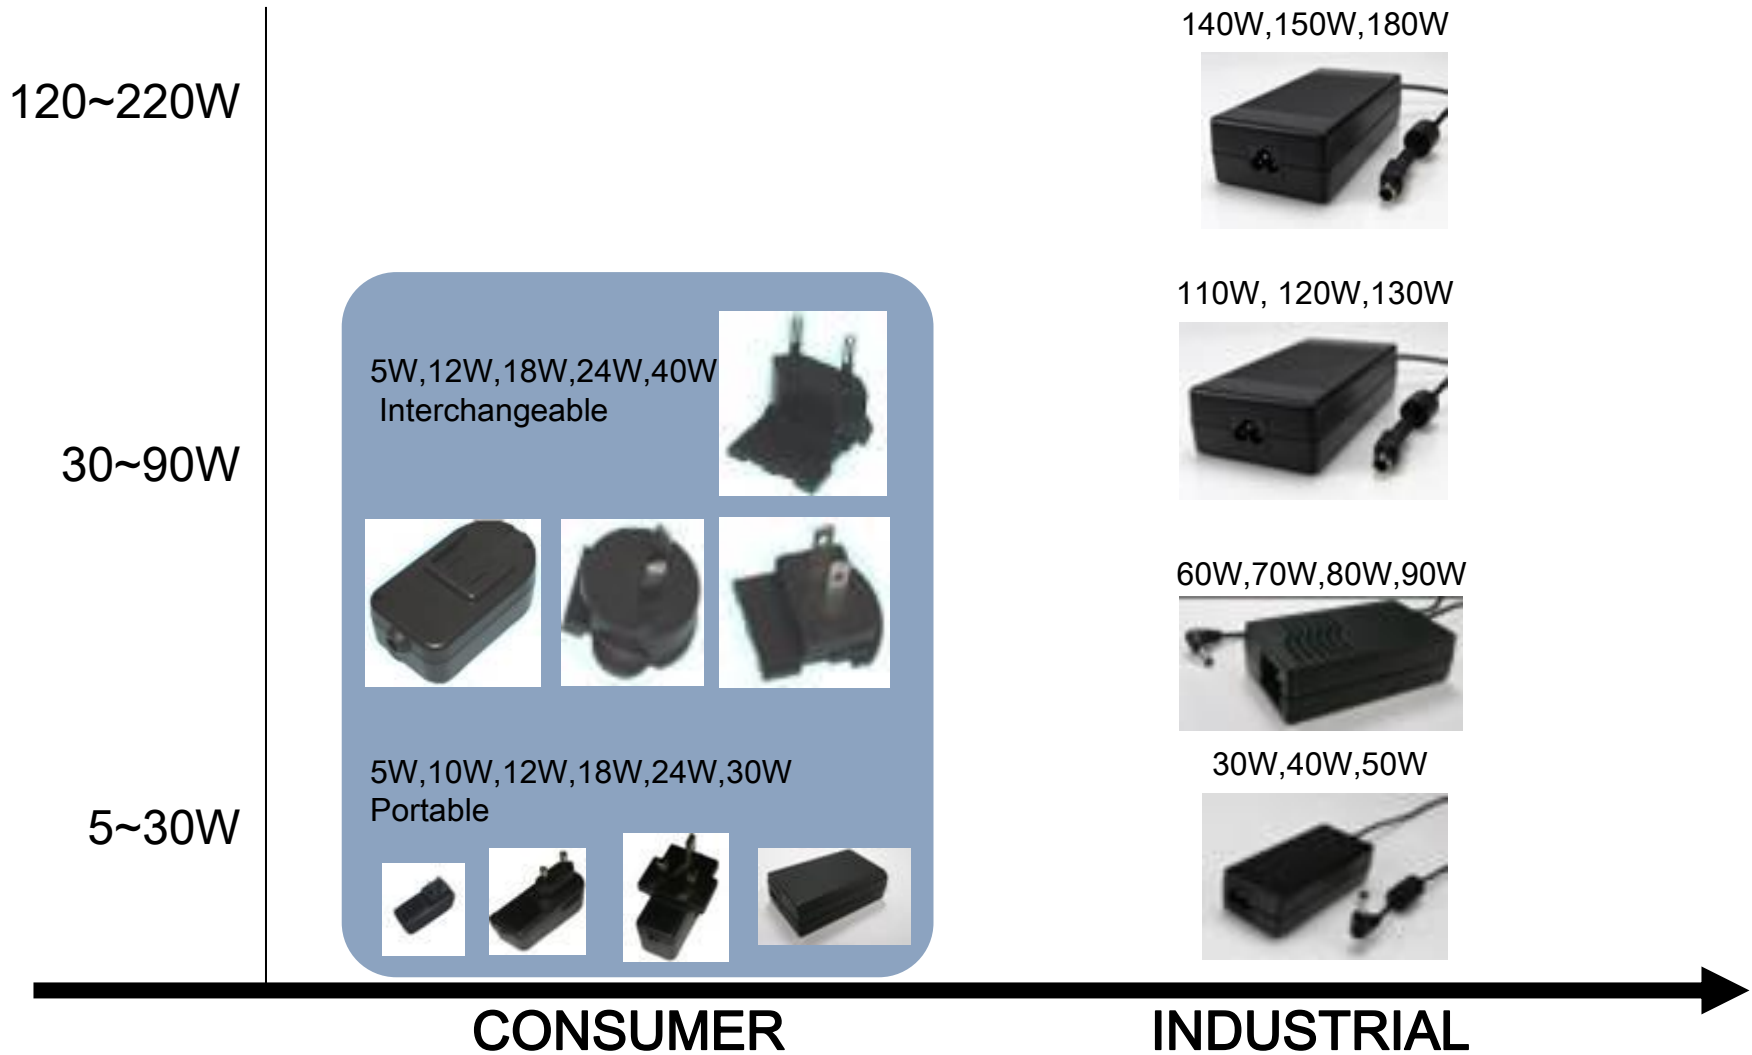 140W,150W,180W
120~220W
110W, 120W,130W
5W,12W,18W,24W,40W
Interchangeable
30~90W
60W,70W,80W,90W
30W,40W,50W
5W,10W,12W,18W,24W,30W
Portable
5~30W
CONSUMER
INDUSTRIAL